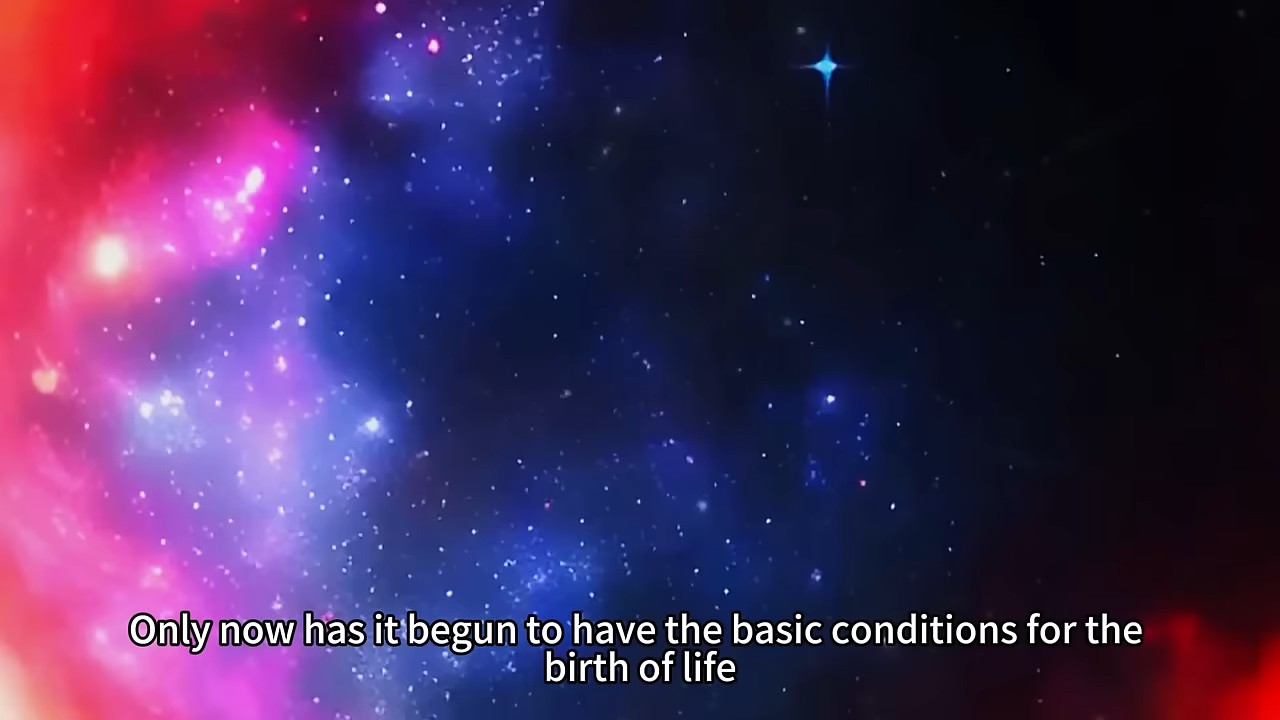 Only now has it begun to have the basic conditions for the
birth of life